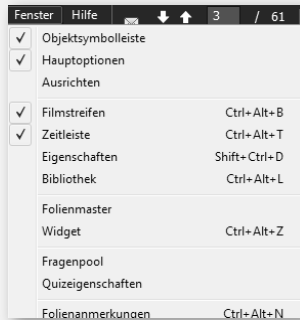 Fenster Hilfe 3 / 61
Objektsymbolleiste
Hauptoptionen
Ausrichten
Filmstreifen Ctrl+Alt+B
Zeitleiste Ctrl+Alt+T
Eigenschaften Shift+Ctrl+D
Bibliothek Ctrl+Alt+L
Folienmaster
Widget Ctrl+Alt+Z
Fragenpool
Quizeigenschaften
Folienanmerkungen Ctrl+Alt+N